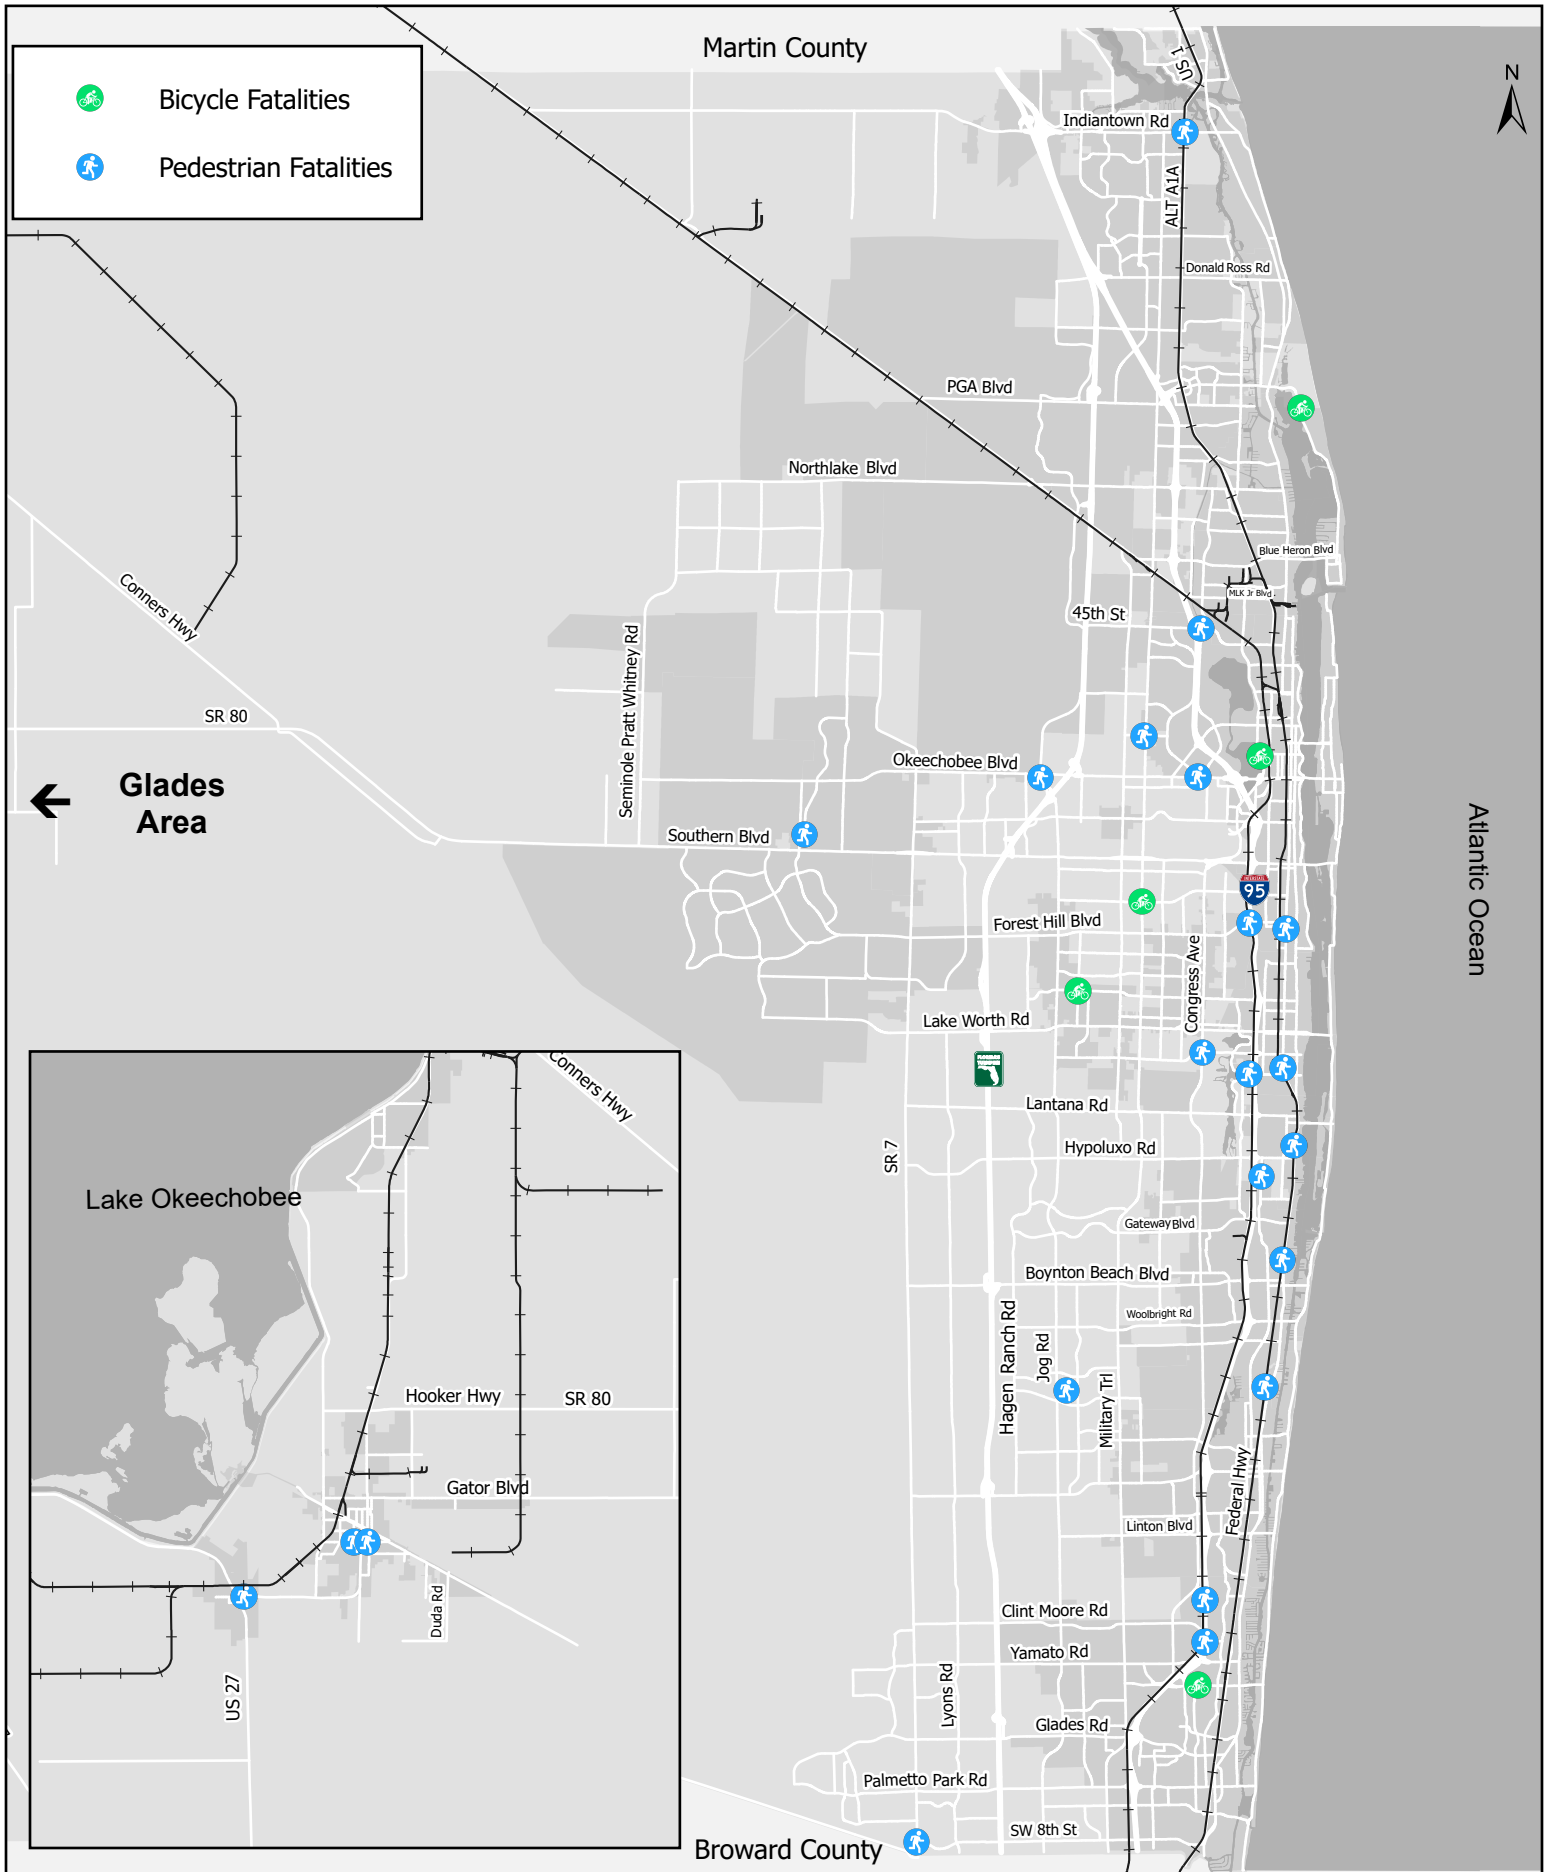 Martin County
Bicycle Fatalities
Pedestrian Fatalities
N
US 1
Indiantown Rd
ALT A1A
Donald Ross Rd
PGA Blvd
Northlake Blvd
Blue Heron Blvd
MLK Jr Blvd
Conners Hwy
45th St
Seminole Pratt Whitney Rd
SR 80
Okeechobee Blvd
Glades
Area
Southern Blvd
Atlantic Ocean
INTERSTATE
95
Forest Hill Blvd
Congress Ave
Lake Worth Rd
Conners Hwy
Lantana Rd
SR 7
Hypoluxo Rd
Lake Okeechobee
Gateway Blvd
Boynton Beach Blvd
Woolbright Rd
Hagen Ranch Rd
Jog Rd
Military Trl
Hooker Hwy
SR 80
Gator Blvd
Federal Hwy
Linton Blvd
Duda Rd
Clint Moore Rd
Yamato Rd
US 27
Lyons Rd
Glades Rd
Palmetto Park Rd
SW 8th St
Broward County